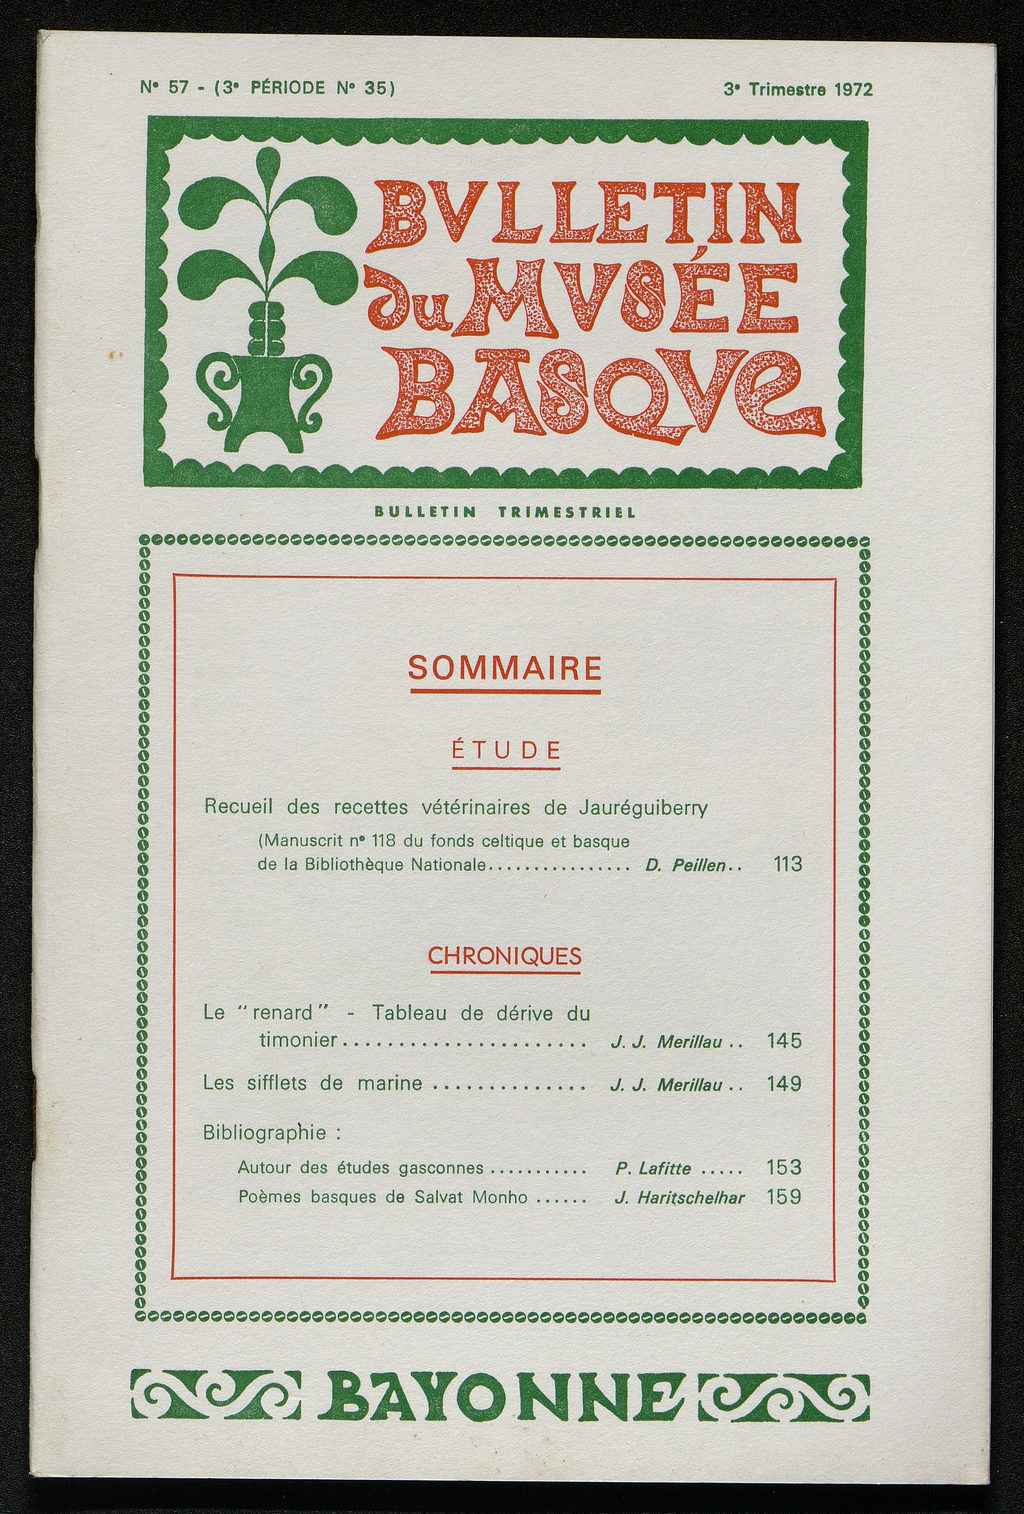 N° 57 - (3e PÉRIODE N° 35)
3e Trimestre 1972
BVLLETIN
du MVSÉE
BASQVE
BULLETIN TRIMESTRIEL
SOMMAIRE
ÉTUDE
Recueil des recettes vétérinaires de Jauréguiberry
(Manuscrit n° 118 du fonds celtique et basque
de la Bibliothèque Nationale................ D. Peillen.. 113
CHRONIQUES
Le "renard" - Tableau de dérive du
timonier....................... J. J. Merillau .. 145
Les sifflets de marine .............. J. J. Merillau .. 149
Bibliographie :
Autour des études gasconnes ........... P. Lafitte ..... 153
Poèmes basques de Salvat Monho ...... J. Haritschelhar 159
BAYONNE